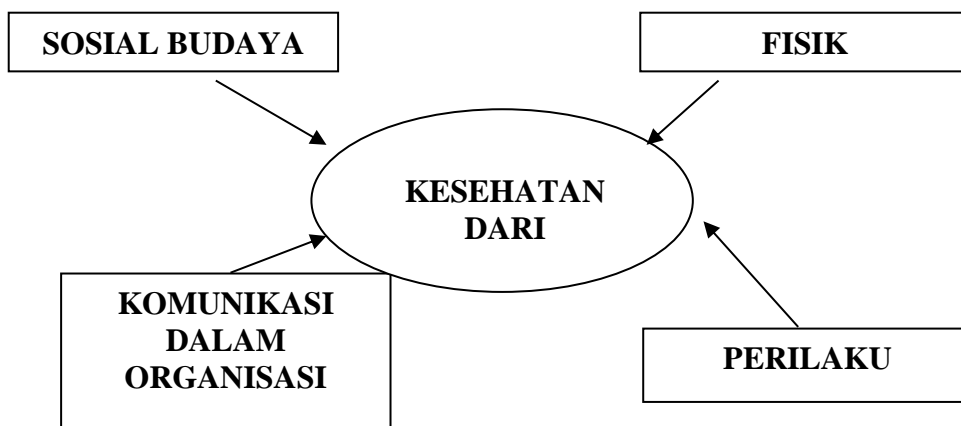 SOSIAL BUDAYA
FISIK
KESEHATAN
DARI
KOMUNIKASI
DALAM
ORGANISASI
PERILAKU